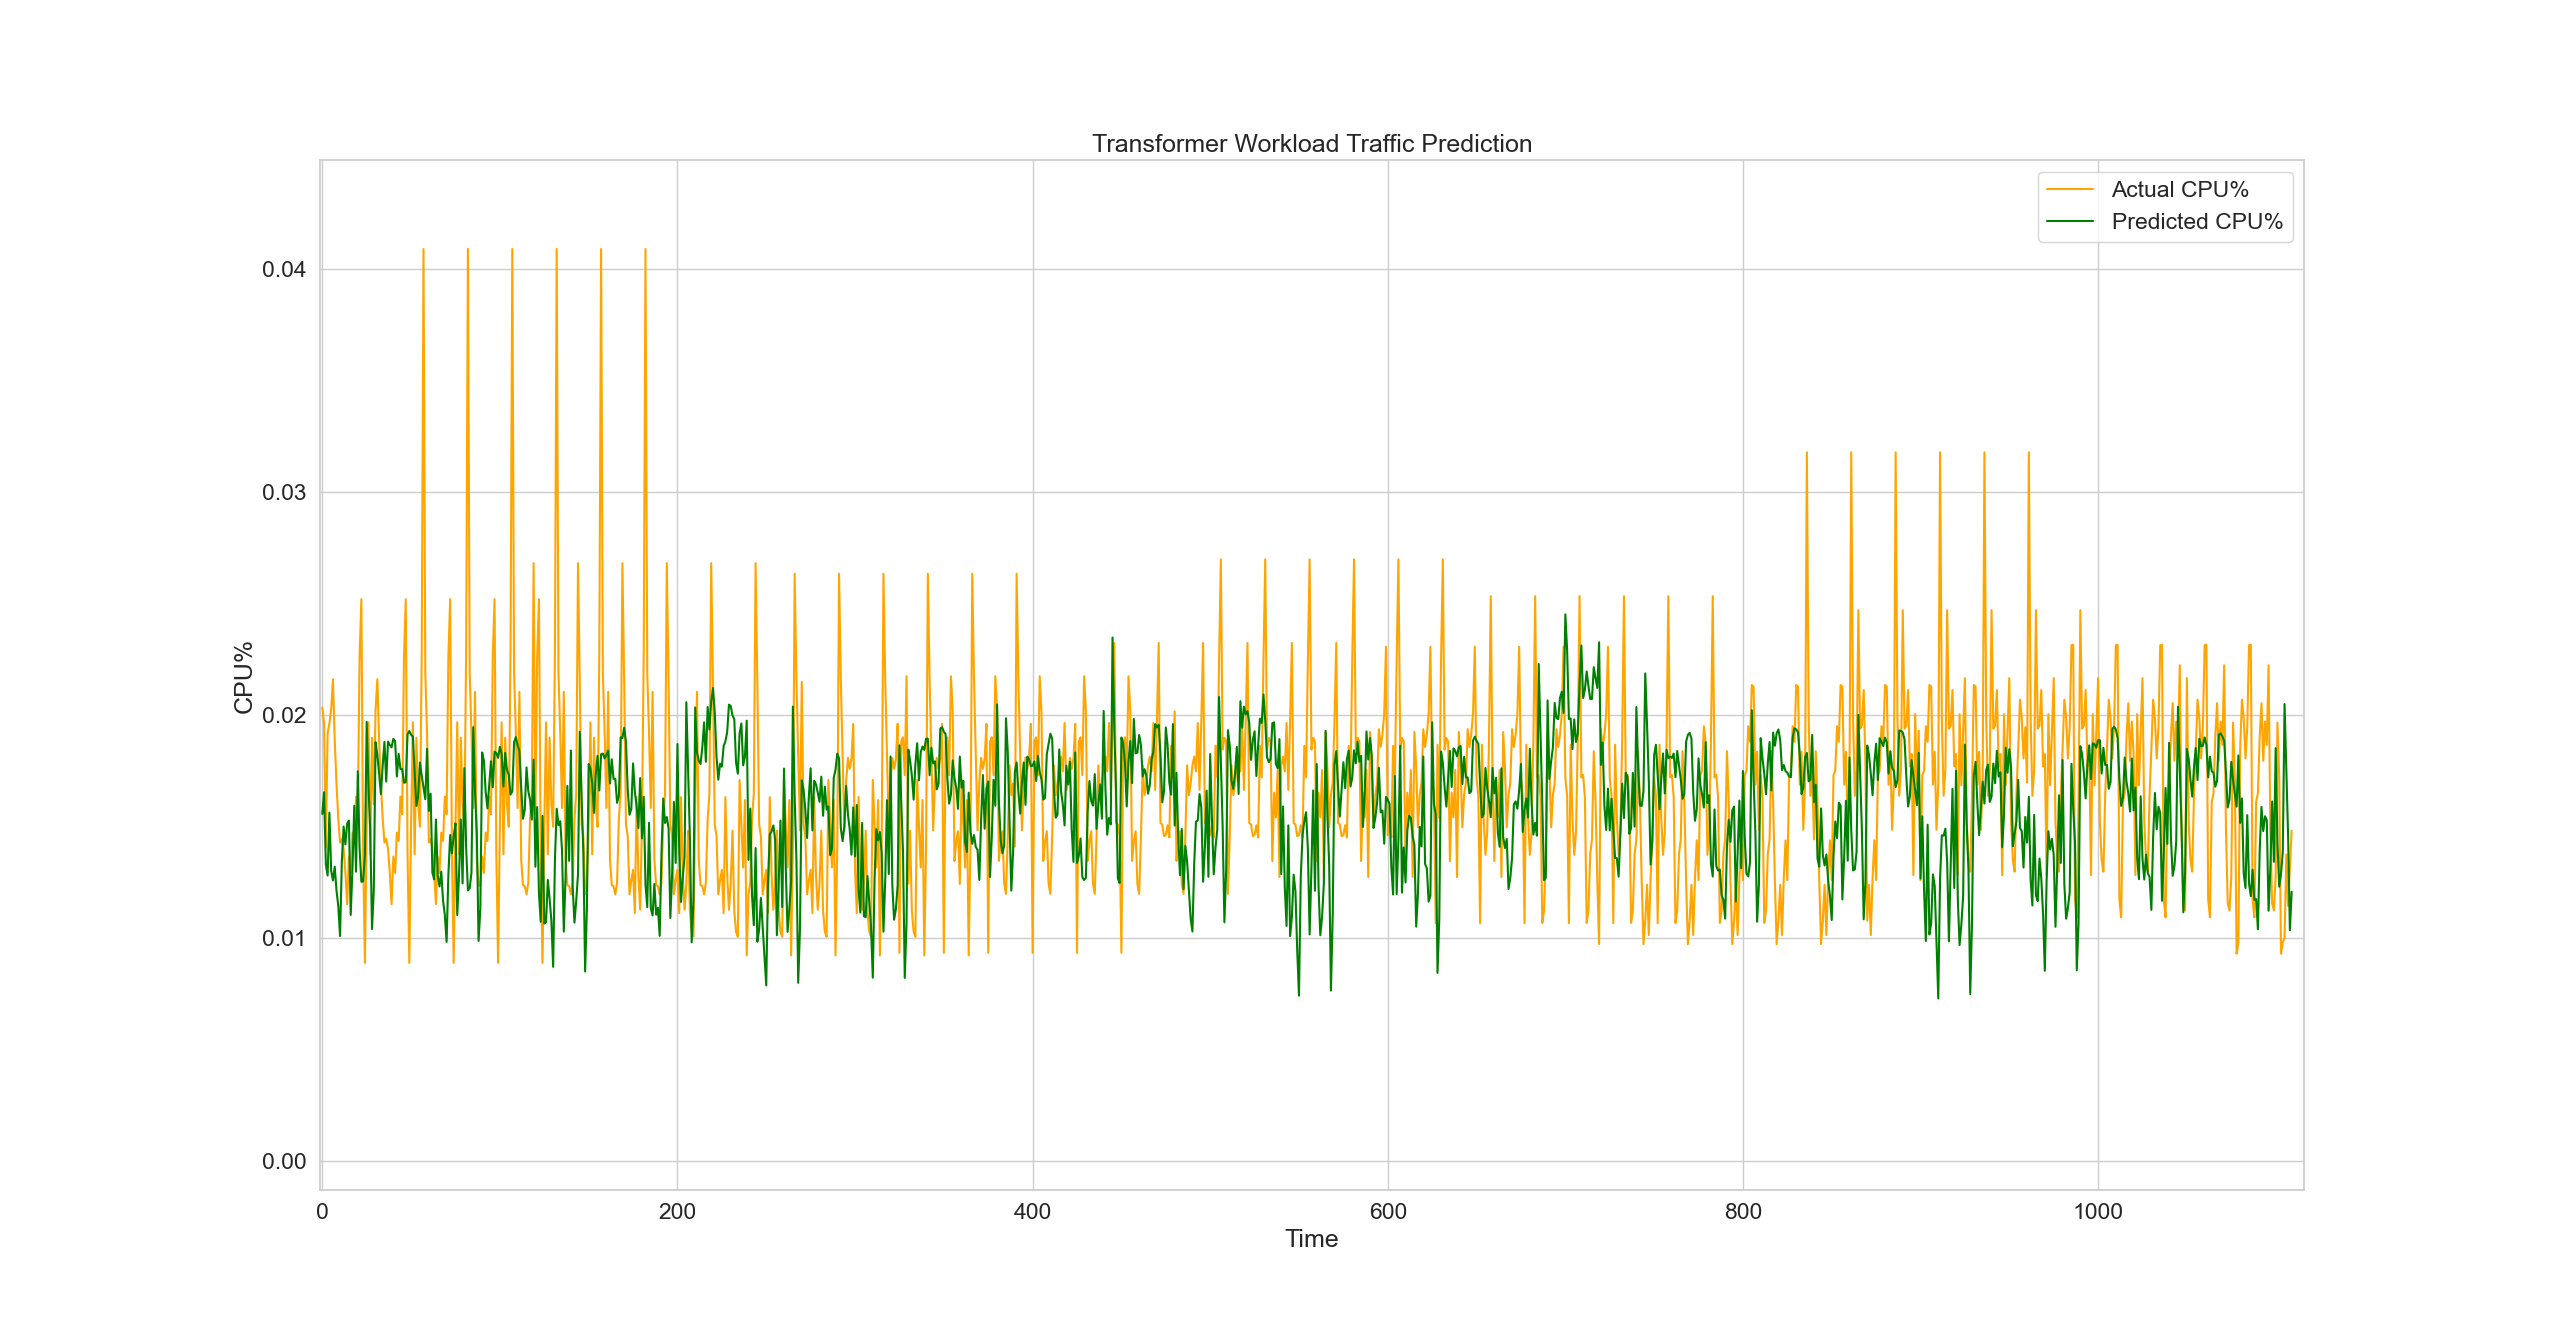 Transformer Workload Traffic Prediction
Actual CPU%
Predicted CPU%
0.04
0.03
0.02
0.01
0.00
CPU%
0
200
400
600
800
1000
Time